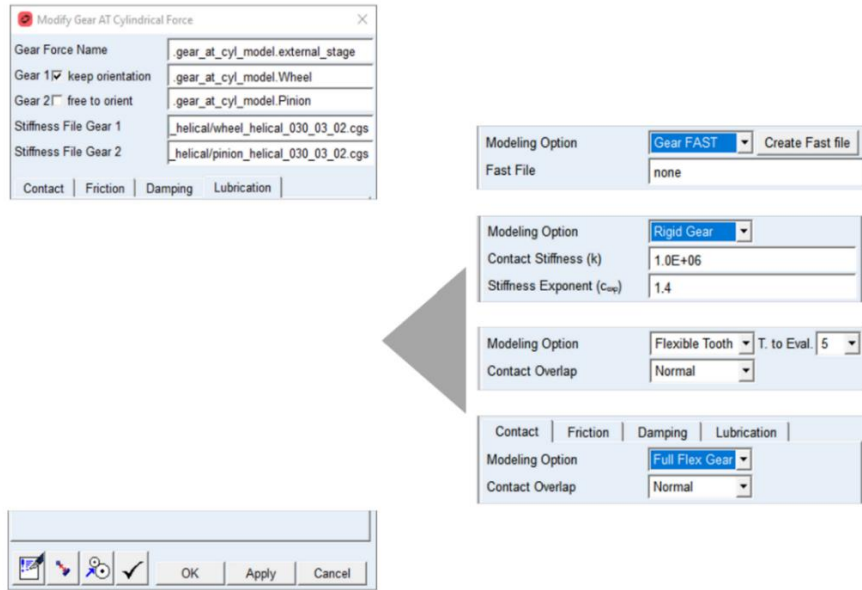 Modify Gear AT Cylindrical Force
Gear Force Name .gear_at_cyl_model.external_stage
Gear 1 keep orientation .gear_at_cyl_model.Wheel
Gear 2 free to orient .gear_at_cyl_model.Pinion
Stiffness File Gear 1 _helical/wheel_helical_030_03_02.cgs
Stiffness File Gear 2 _helical/pinion_helical_030_03_02.cgs
Contact Friction Damping Lubrication
Modeling Option Gear FAST Create Fast file
Fast File none
Modeling Option Rigid Gear
Contact Stiffness (k) 1.0E+06
Stiffness Exponent (cₑₓₚ) 1.4
Modeling Option Flexible Tooth T. to Eval. 5
Contact Overlap Normal
Contact Friction Damping Lubrication
Modeling Option Full Flex Gear
Contact Overlap Normal
OK Apply Cancel